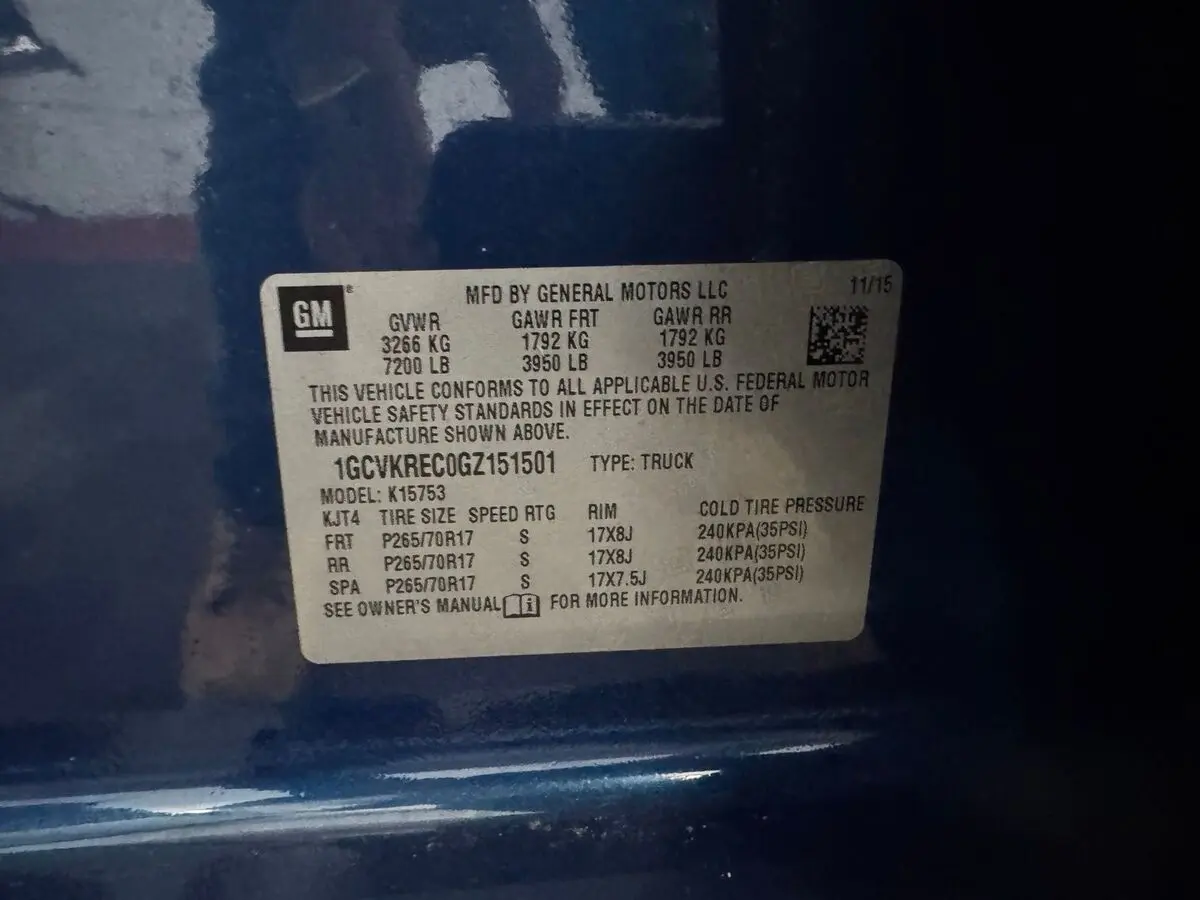 GM ® MFD BY GENERAL MOTORS LLC 11/15
GVWR GAWR FRT GAWR RR
3266 KG 1792 KG 1792 KG
7200 LB 3950 LB 3950 LB
THIS VEHICLE CONFORMS TO ALL APPLICABLE U.S. FEDERAL MOTOR
VEHICLE SAFETY STANDARDS IN EFFECT ON THE DATE OF
MANUFACTURE SHOWN ABOVE.
1GCVKREC0GZ151501 TYPE: TRUCK
MODEL: K15753
KJT4 TIRE SIZE SPEED RTG RIM COLD TIRE PRESSURE
FRT P265/70R17 S 17X8J 240KPA(35PSI)
RR P265/70R17 S 17X8J 240KPA(35PSI)
SPA P265/70R17 S 17X7.5J 240KPA(35PSI)
SEE OWNER'S MANUAL i FOR MORE INFORMATION.